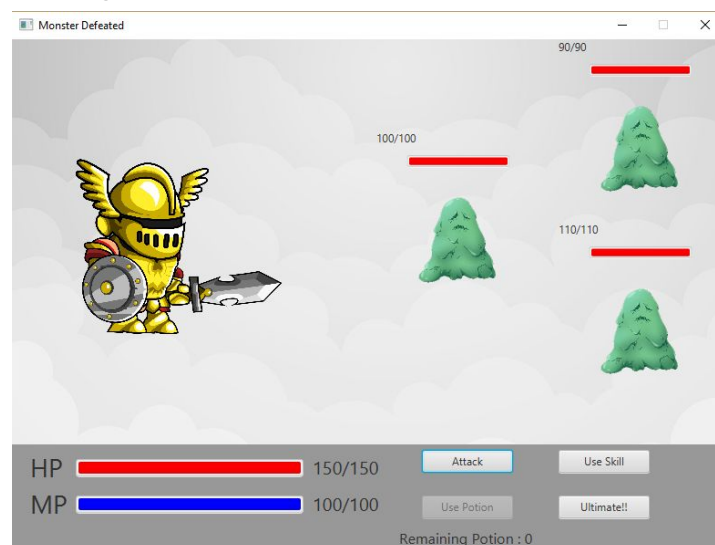 Monster Defeated
90/90
100/100
110/110
HP 150/150
MP 100/100
Attack
Use Skill
Use Potion
Ultimate!!
Remaining Potion : 0